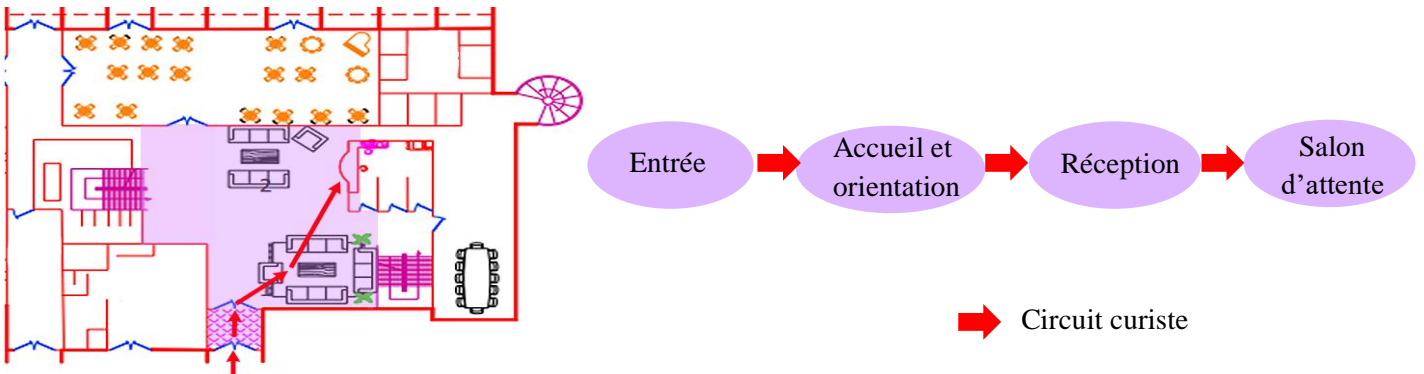 2
Entrée
Accueil et
orientation
Réception
Salon
d’attente
Circuit curiste